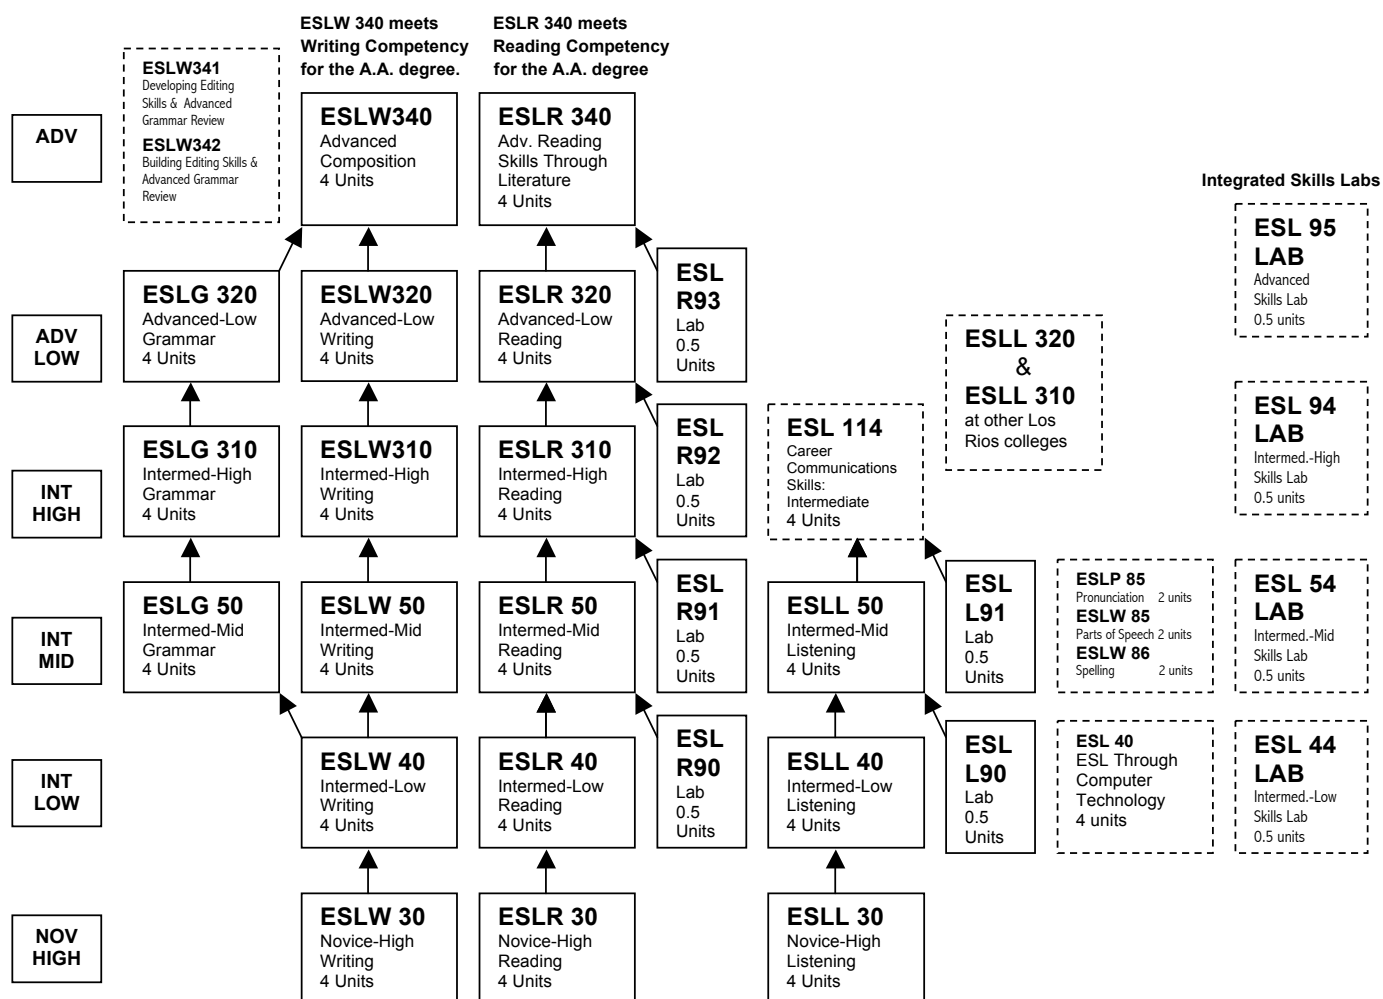 ESLW 340 meets
Writing Competency
for the A.A. degree.
ESLR 340 meets
Reading Competency
for the A.A. degree
ADV
ESLW341
Developing Editing
Skills & Advanced
Grammar Review
ESLW342
Building Editing Skills &
Advanced Grammar
Review
ESLW340
Advanced
Composition
4 Units
ESLR 340
Adv. Reading
Skills Through
Literature
4 Units
Integrated Skills Labs
ESL 95
LAB
Advanced
Skills Lab
0.5 units
ADV
LOW
ESLG 320
Advanced-Low
Grammar
4 Units
ESLW320
Advanced-Low
Writing
4 Units
ESLR 320
Advanced-Low
Reading
4 Units
ESL
R93
Lab
0.5
Units
ESLL 320
&
ESLL 310
at other Los
Rios colleges
INT
HIGH
ESLG 310
Intermed-High
Grammar
4 Units
ESLW310
Intermed-High
Writing
4 Units
ESLR 310
Intermed-High
Reading
4 Units
ESL
R92
Lab
0.5
Units
ESL 114
Career
Communications
Skills:
Intermediate
4 Units
ESL 94
LAB
Intermed.-High
Skills Lab
0.5 units
INT
MID
ESLG 50
Intermed-Mid
Grammar
4 Units
ESLW 50
Intermed-Mid
Writing
4 Units
ESLR 50
Intermed-Mid
Reading
4 Units
ESL
R91
Lab
0.5
Units
ESLL 50
Intermed-Mid
Listening
4 Units
ESL
L91
Lab
0.5
Units
ESLP 85
Pronunciation 2 units
ESLW 85
Parts of Speech 2 units
ESLW 86
Spelling 2 units
ESL 54
LAB
Intermed.-Mid
Skills Lab
0.5 units
INT
LOW
ESLW 40
Intermed-Low
Writing
4 Units
ESLR 40
Intermed-Low
Reading
4 Units
ESL
R90
Lab
0.5
Units
ESLL 40
Intermed-Low
Listening
4 Units
ESL
L90
Lab
0.5
Units
ESL 40
ESL Through
Computer
Technology
4 units
ESL 44
LAB
Intermed.-Low
Skills Lab
0.5 units
NOV
HIGH
ESLW 30
Novice-High
Writing
4 Units
ESLR 30
Novice-High
Reading
4 Units
ESLL 30
Novice-High
Listening
4 Units